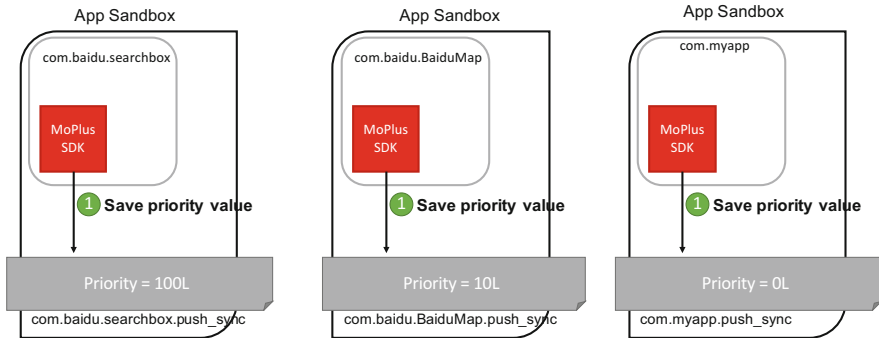 App Sandbox
com.baidu.searchbox
MoPlus
SDK
1 Save priority value
Priority = 100L
com.baidu.searchbox.push_sync
App Sandbox
com.baidu.BaiduMap
MoPlus
SDK
1 Save priority value
Priority = 10L
com.baidu.BaiduMap.push_sync
App Sandbox
com.myapp
MoPlus
SDK
1 Save priority value
Priority = 0L
com.myapp.push_sync